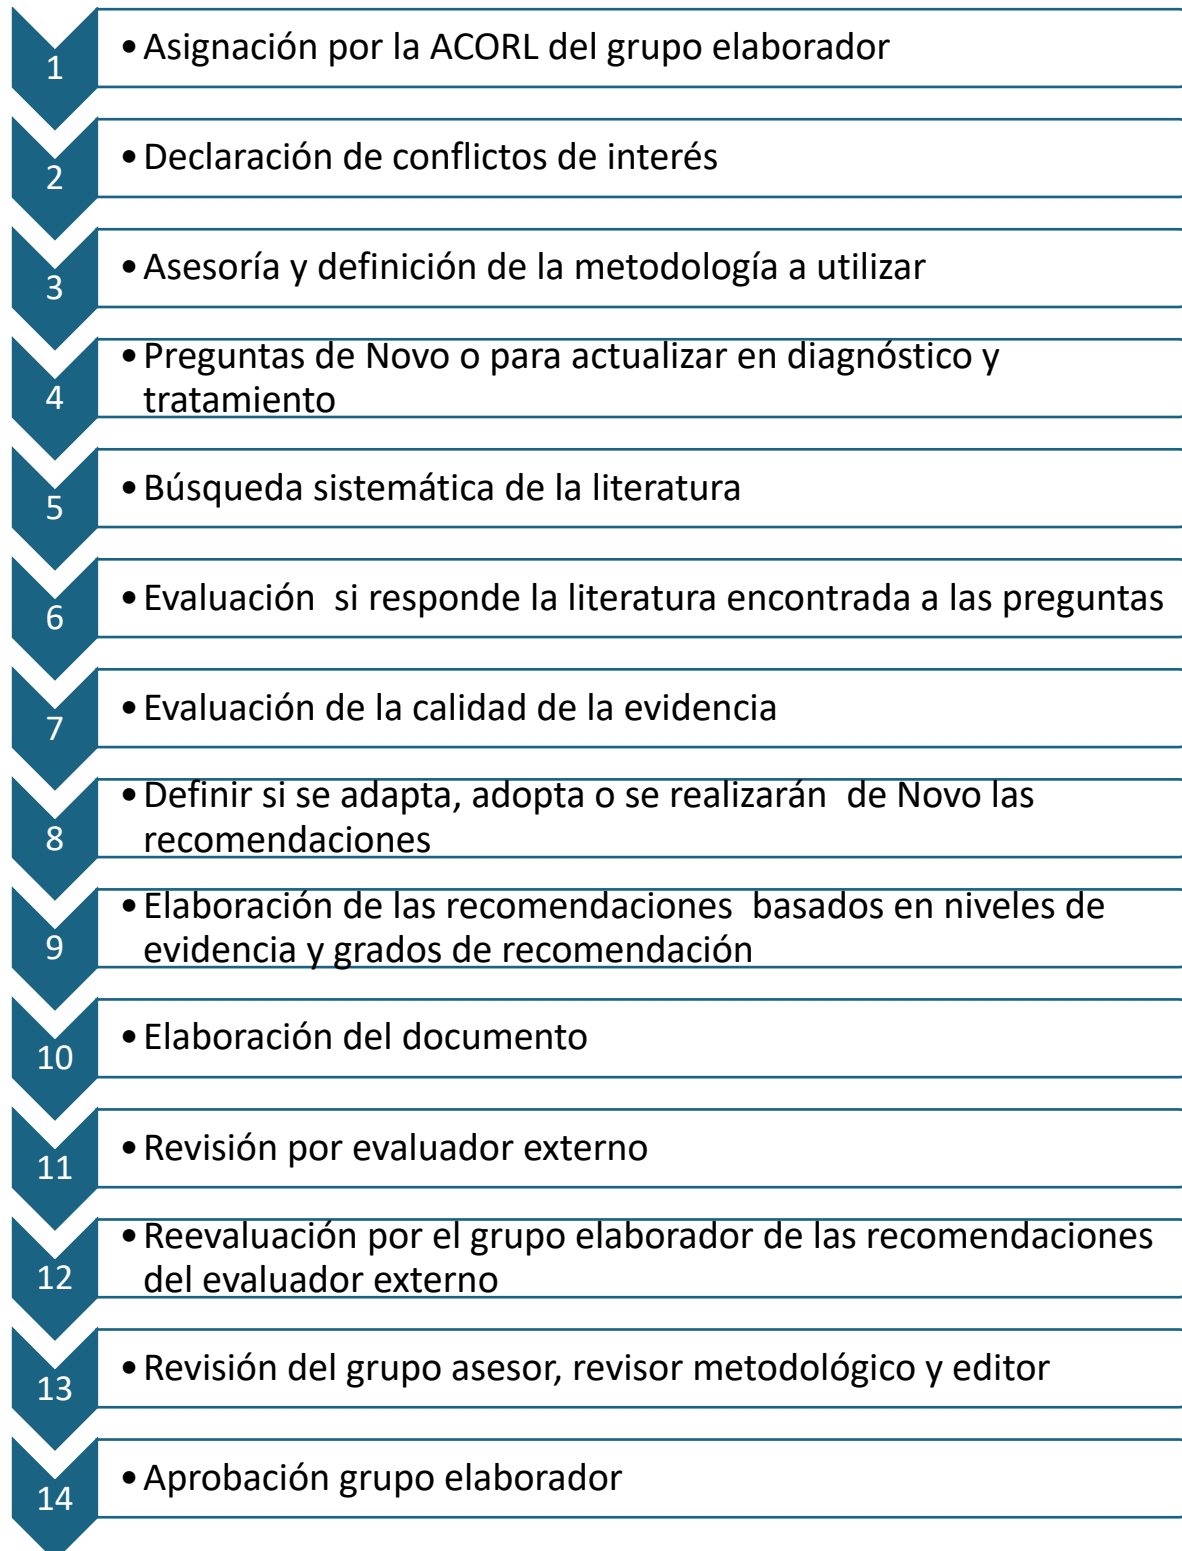 1
•Asignación por la ACORL del grupo elaborador
2
•Declaración de conflictos de interés
3
•Asesoría y definición de la metodología a utilizar
4
•Preguntas de Novo o para actualizar en diagnóstico y
tratamiento
5
•Búsqueda sistemática de la literatura
6
•Evaluación  si responde la literatura encontrada a las preguntas
7
•Evaluación de la calidad de la evidencia
8
•Definir si se adapta, adopta o se realizarán  de Novo las
recomendaciones
9
•Elaboración de las recomendaciones  basados en niveles de
evidencia y grados de recomendación
10
•Elaboración del documento
11
•Revisión por evaluador externo
12
•Reevaluación por el grupo elaborador de las recomendaciones
del evaluador externo
13
•Revisión del grupo asesor, revisor metodológico y editor
14
•Aprobación grupo elaborador